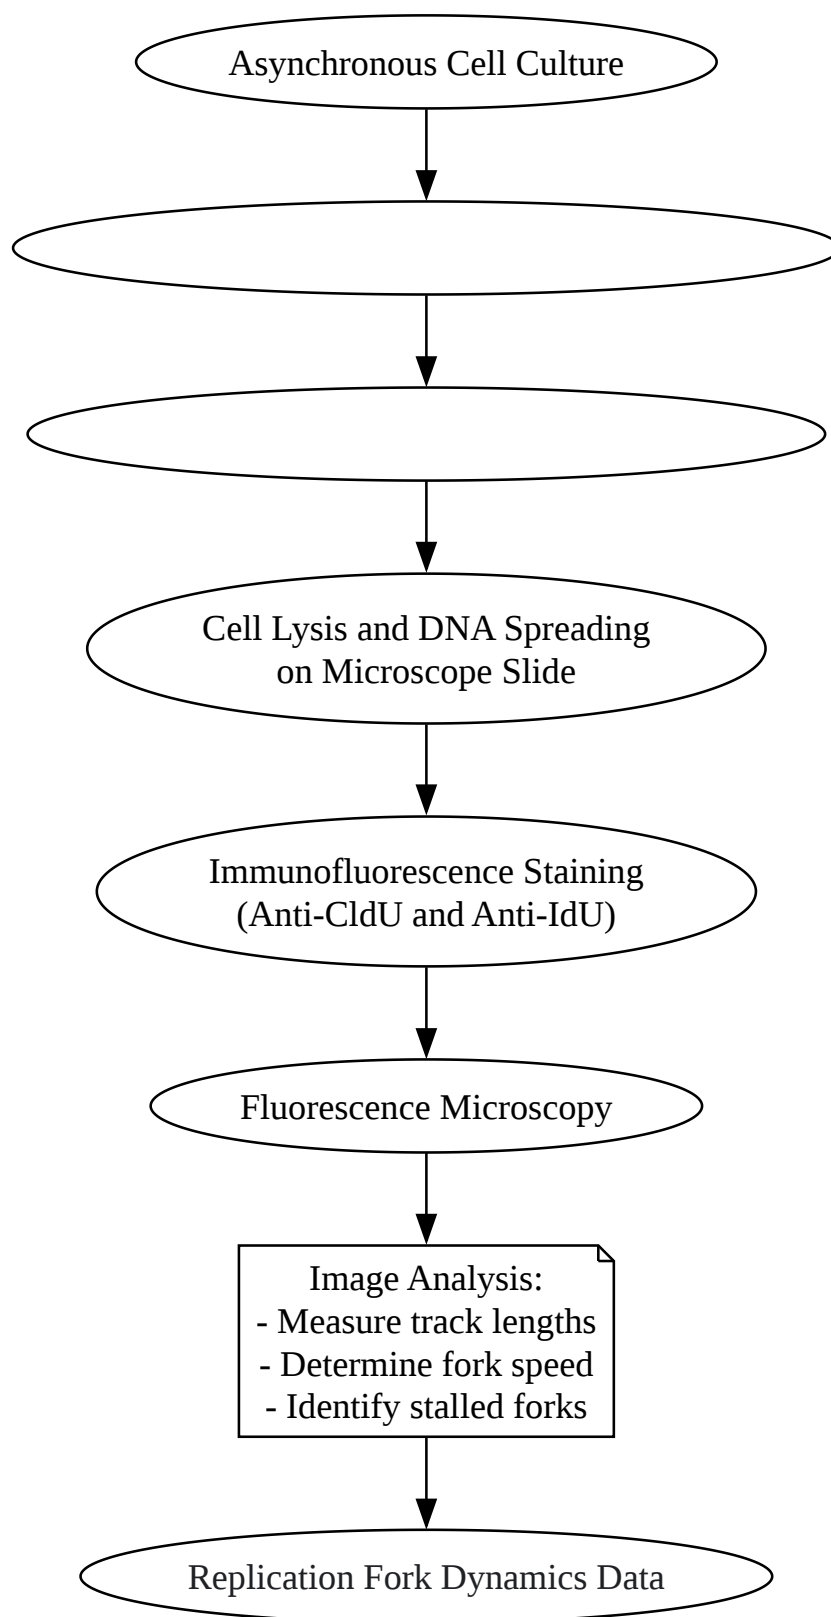 Asynchronous Cell Culture
Cell Lysis and DNA Spreading
on Microscope Slide
Immunofluorescence Staining
(Anti-CldU and Anti-IdU)
Fluorescence Microscopy
Image Analysis:
- Measure track lengths
- Determine fork speed
- Identify stalled forks
Replication Fork Dynamics Data